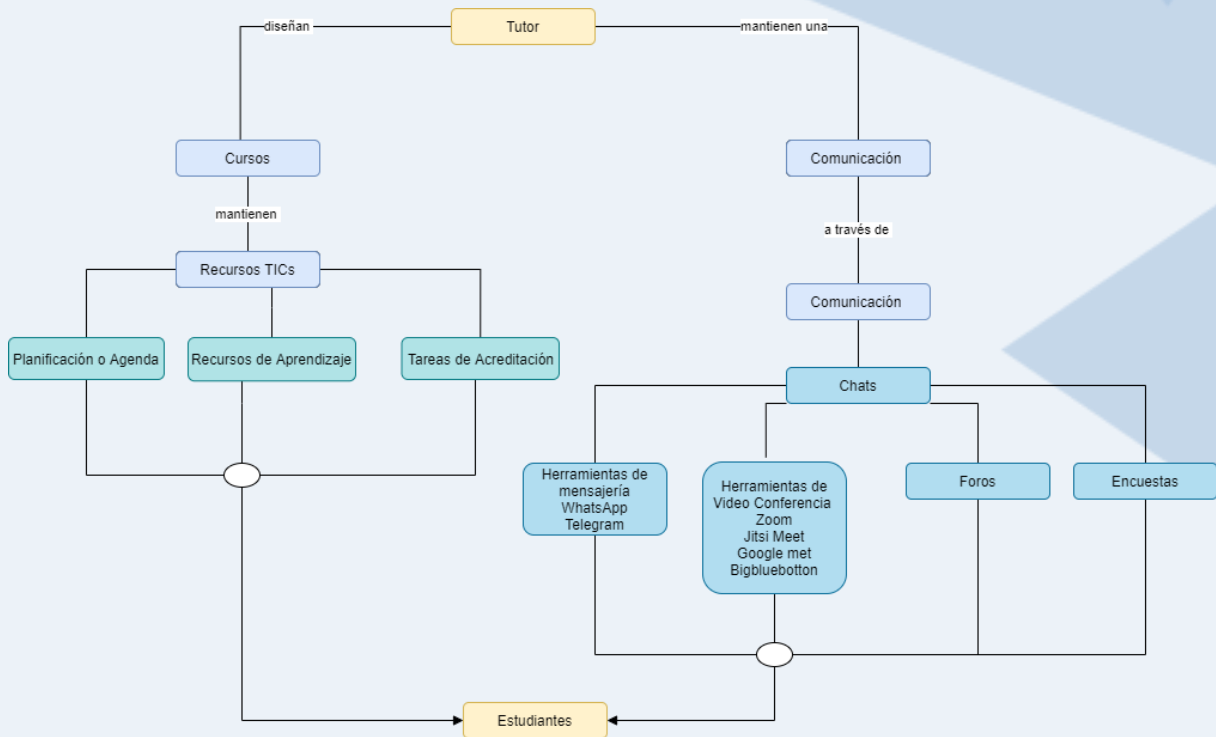 diseñan
Tutor
mantienen una
Cursos
Comunicación
mantienen
a través de
Recursos TICs
Comunicación
Planificación o Agenda
Recursos de Aprendizaje
Tareas de Acreditación
Chats
Herramientas de
mensajería
WhatsApp
Telegram
Herramientas de
Video Conferencia
Zoom
Jitsi Meet
Google met
Bigbluebotton
Foros
Encuestas
Estudiantes